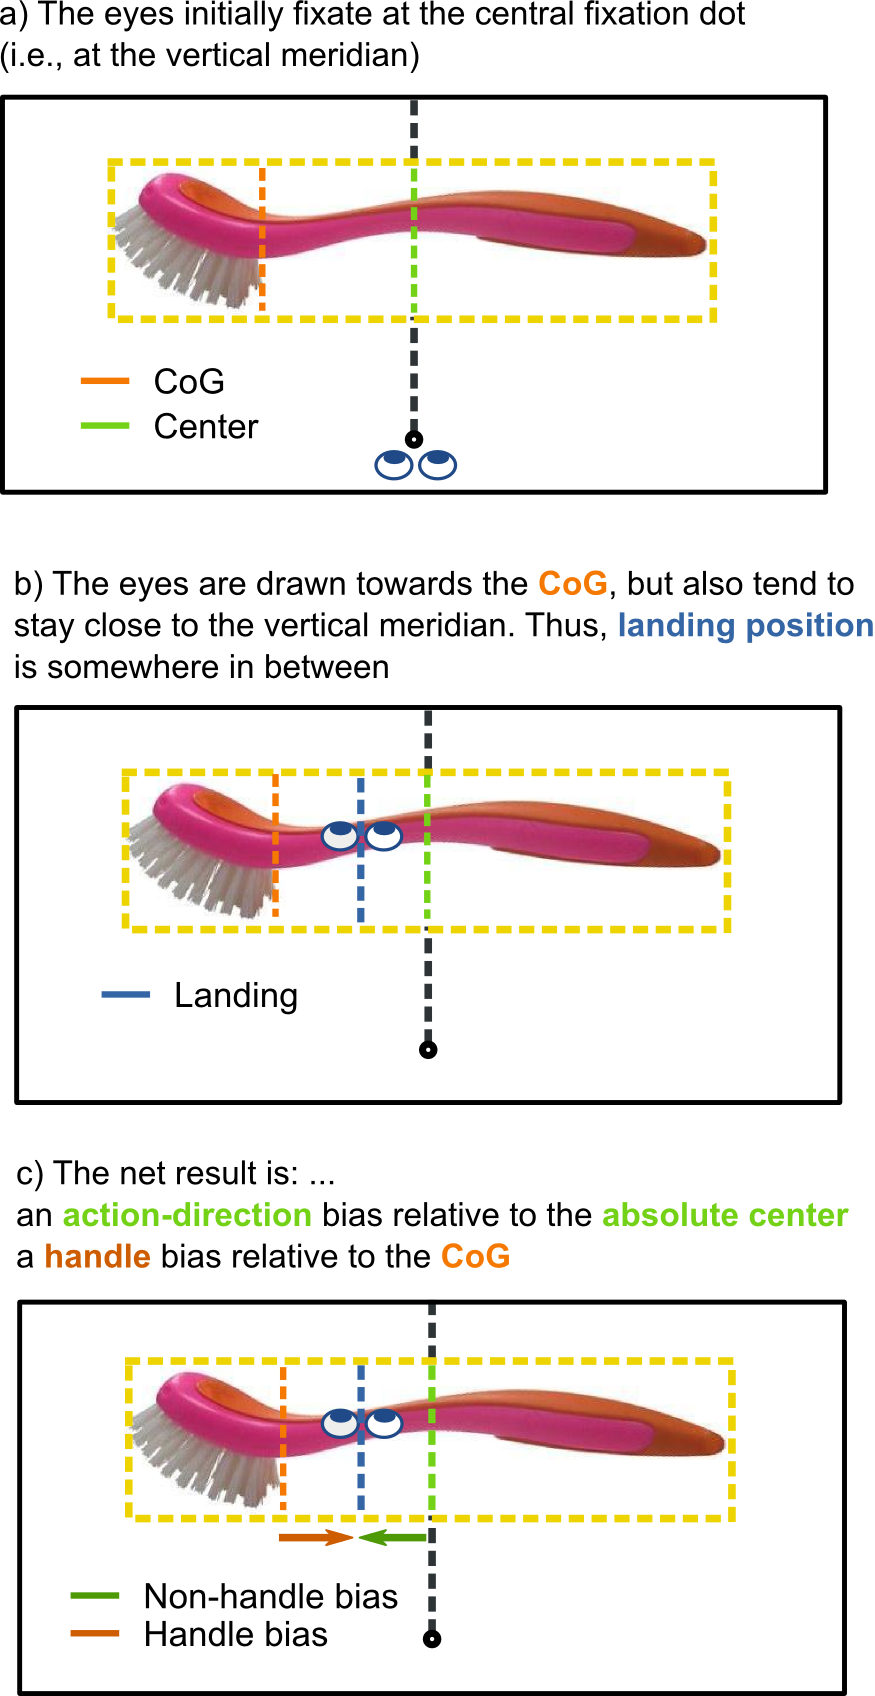 a) The eyes initially fixate at the central fixation dot
(i.e., at the vertical meridian)
CoG
Center
b) The eyes are drawn towards the CoG, but also tend to
stay close to the vertical meridian. Thus, landing position
is somewhere in between
Landing
c) The net result is: ...
an action-direction bias relative to the absolute center
a handle bias relative to the CoG
Non-handle bias
Handle bias